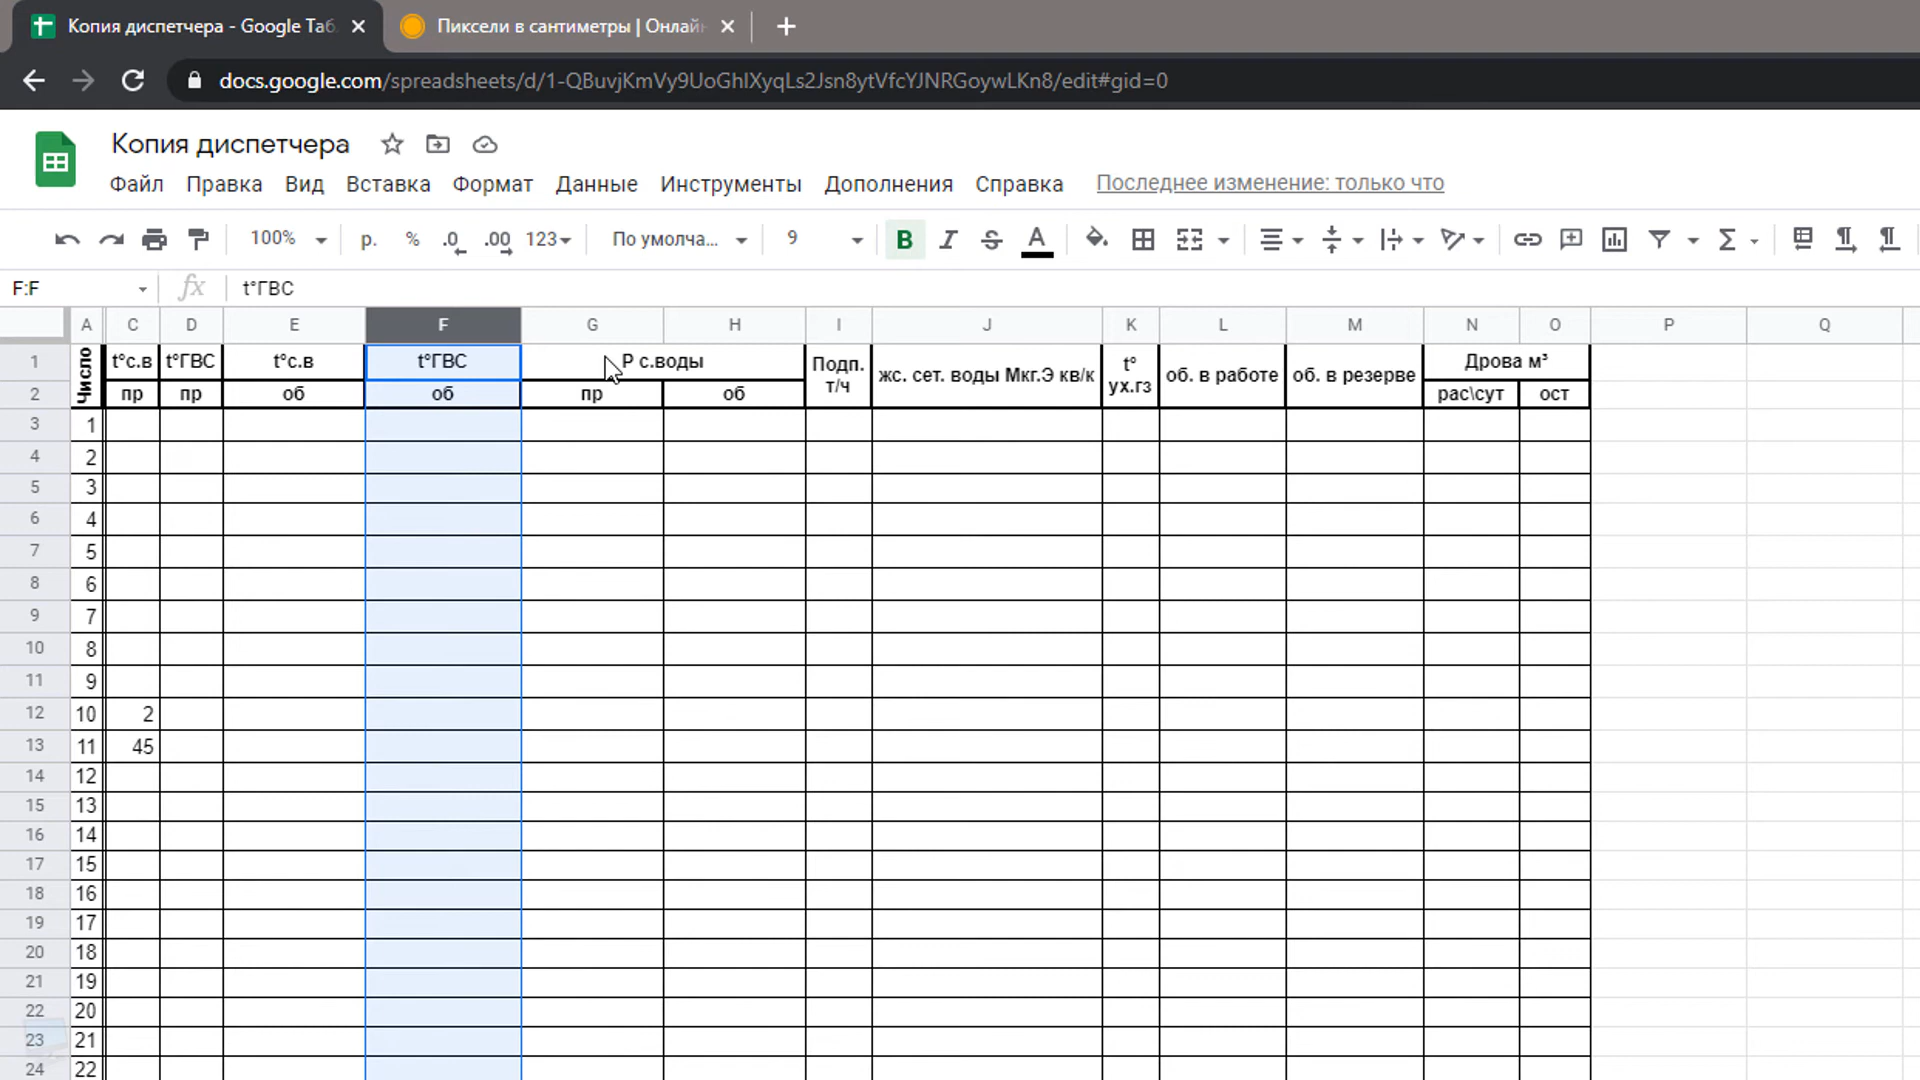 Копия диспетчера - Google Таб
Пиксели в сантиметры | Онлай
docs.google.com/spreadsheets/d/1-QBuvjKmVy9UoGhIXyqLs2Jsn8ytVfcYJNRGoywLKn8/edit#gid=0
Копия диспетчера
Файл Правка Вид Вставка Формат Данные Инструменты Дополнения Справка Последнее изменение: только что
100% р. % .0 .00 123 По умолча... 9 B I S A Σ
F:F fx t°ГВС
A C D E F G H I J K L M N O P Q
1 Число t°с.в t°ГВС t°с.в t°ГВС Р с.воды Подп. т/ч жс. сет. воды Мкг.Э кв/к t° ух.гз об. в работе об. в резерве Дрова м³
2 пр пр об об пр об рас\сут ост
3 1
4 2
5 3
6 4
7 5
8 6
9 7
10 8
11 9
12 10 2
13 11 45
14 12
15 13
16 14
17 15
18 16
19 17
20 18
21 19
22 20
23 21
24 22